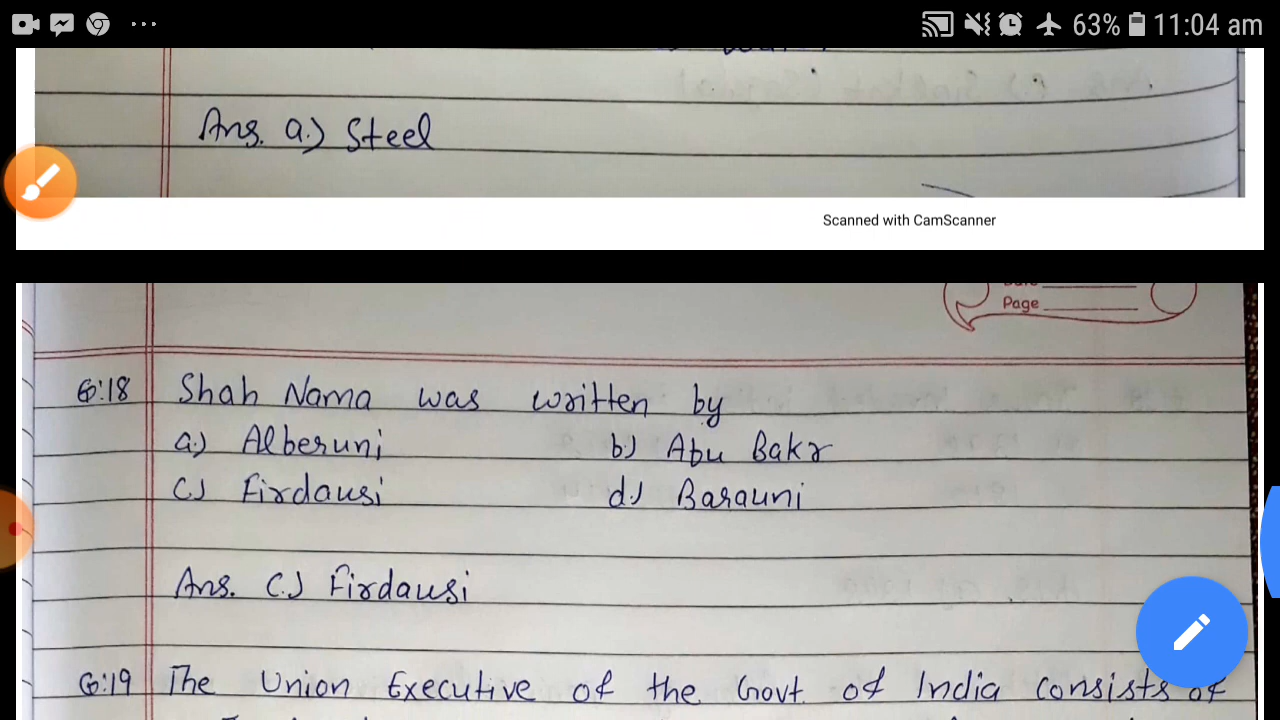 63% 11:04 am
Ans. a.) Steel
Scanned with CamScanner
Page
Q:18 Shah Nama was written by
a.) Alberuni b.) Abu Bakr
c.) Firdausi d.) Barauni
Ans. C.) Firdausi
Q:19 The Union Executive of the Govt. of India consists of